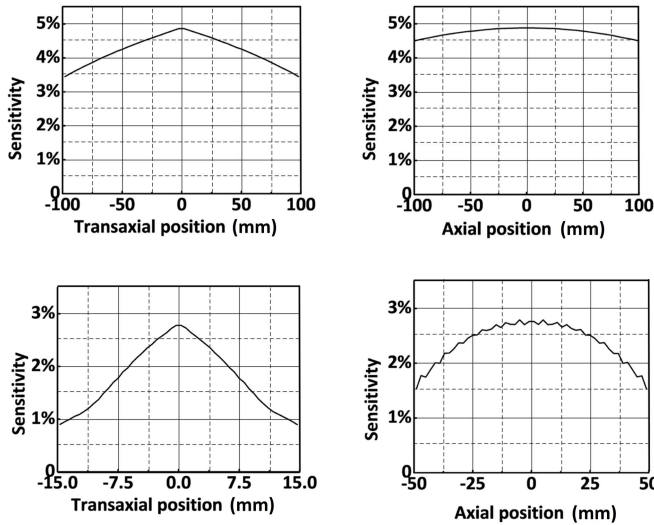 Sensitivity
5%
4%
3%
2%
1%
0
-100 -50 0 50 100
Transaxial position (mm)
Sensitivity
5%
4%
3%
2%
1%
0
-100 -50 0 50 100
Axial position (mm)
Sensitivity
3%
2%
1%
0
-15.0 -7.5 0.0 7.5 15.0
Transaxial position (mm)
Sensitivity
3%
2%
1%
0
-50 -25 0 25 50
Axial position (mm)